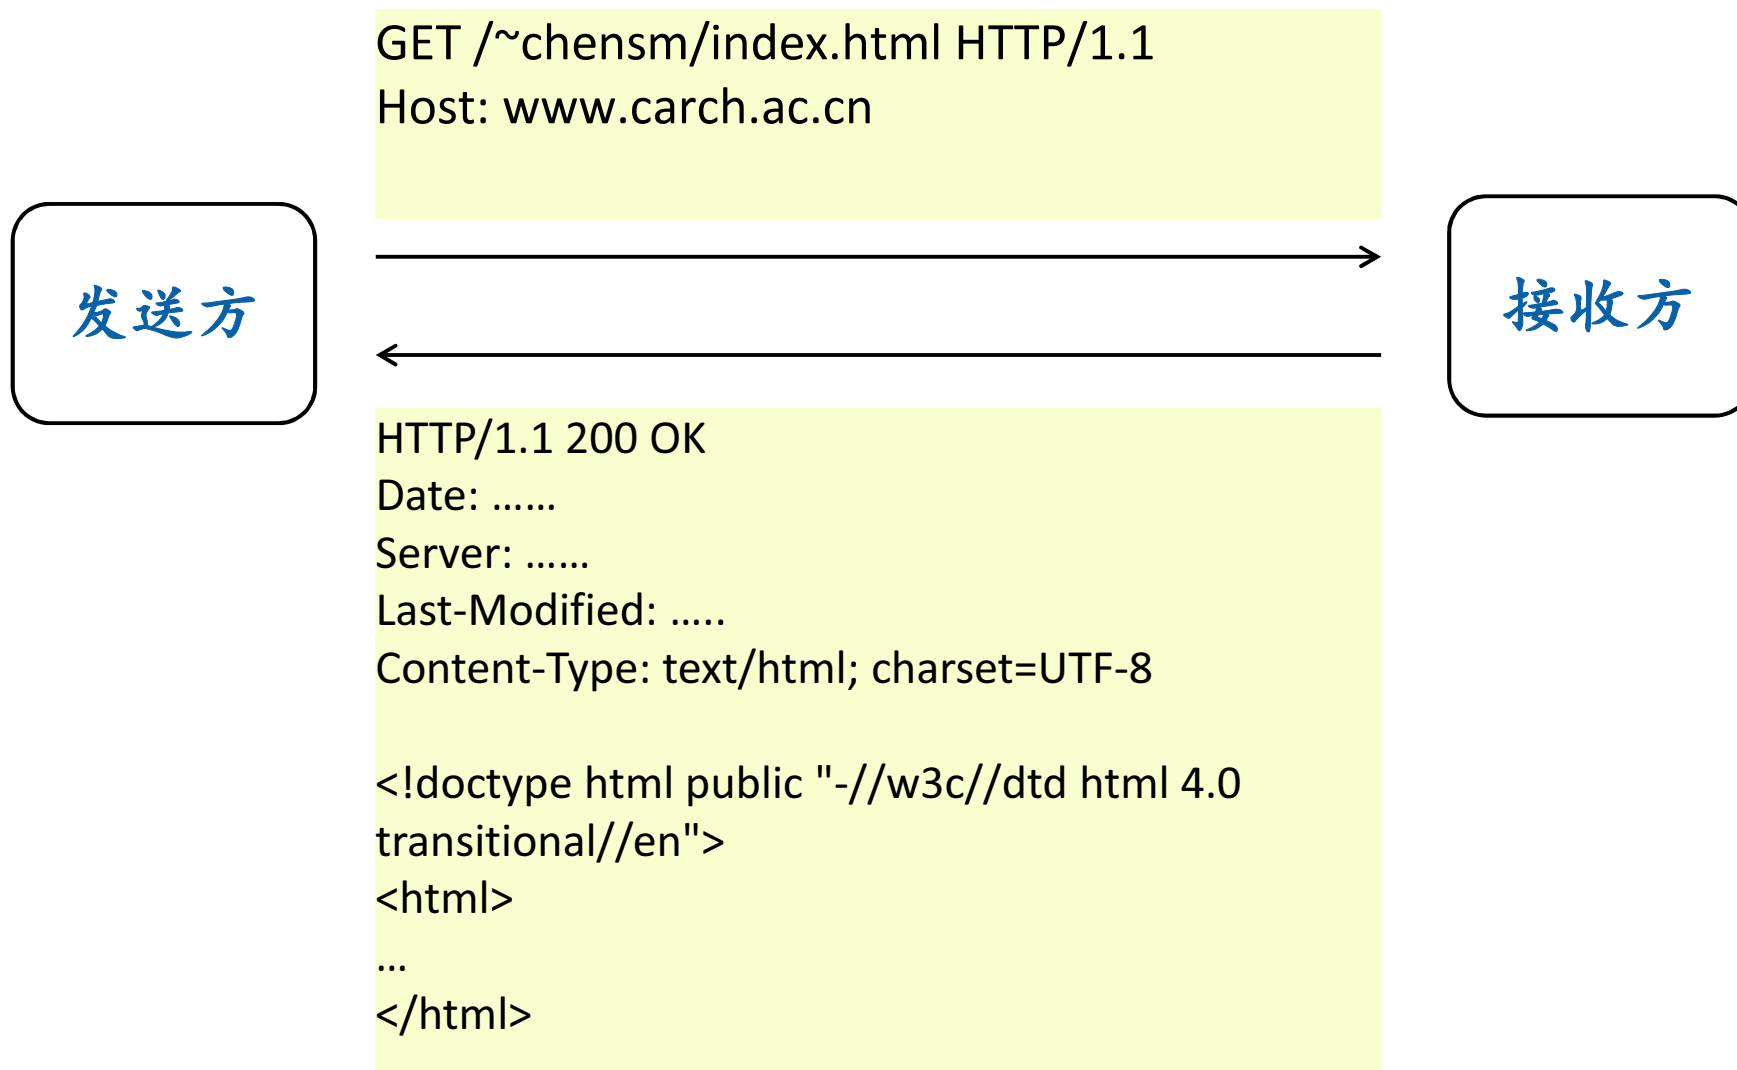 GET /~chensm/index.html HTTP/1.1
Host: www.carch.ac.cn
发送方
接收方
HTTP/1.1 200 OK
Date: ......
Server: ......
Last-Modified: .....
Content-Type: text/html; charset=UTF-8
<!doctype html public "-//w3c//dtd html 4.0
transitional//en">
<html>
...
</html>